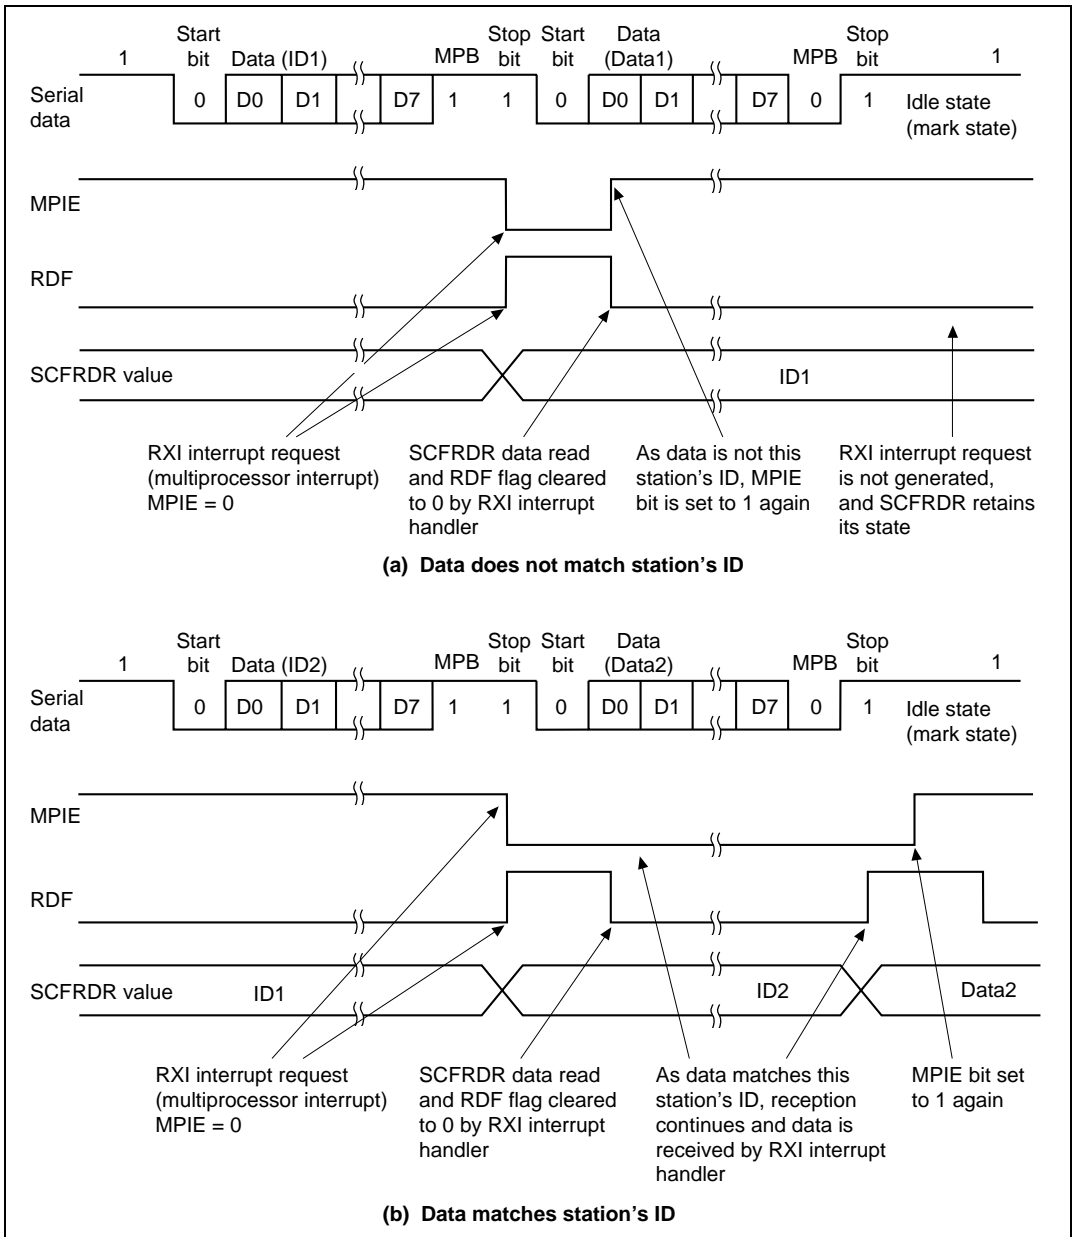 Start Stop Start Data Stop
1 bit Data (ID1) MPB bit bit (Data1) MPB bit 1
Serial
data
0 D0 D1 D7 1 1 0 D0 D1 D7 0 1 Idle state
(mark state)
MPIE
RDF
SCFRDR value
ID1
RXI interrupt request
(multiprocessor interrupt)
MPIE = 0
SCFRDR data read
and RDF flag cleared
to 0 by RXI interrupt
handler
As data is not this
station's ID, MPIE
bit is set to 1 again
RXI interrupt request
is not generated,
and SCFRDR retains
its state
(a) Data does not match station's ID
Start Stop Start Data Stop
1 bit Data (ID2) MPB bit bit (Data2) MPB bit 1
Serial
data
0 D0 D1 D7 1 1 0 D0 D1 D7 0 1 Idle state
(mark state)
MPIE
RDF
SCFRDR value ID1 ID2 Data2
RXI interrupt request
(multiprocessor interrupt)
MPIE = 0
SCFRDR data read
and RDF flag cleared
to 0 by RXI interrupt
handler
As data matches this
station's ID, reception
continues and data is
received by RXI interrupt
handler
MPIE bit set
to 1 again
(b) Data matches station's ID